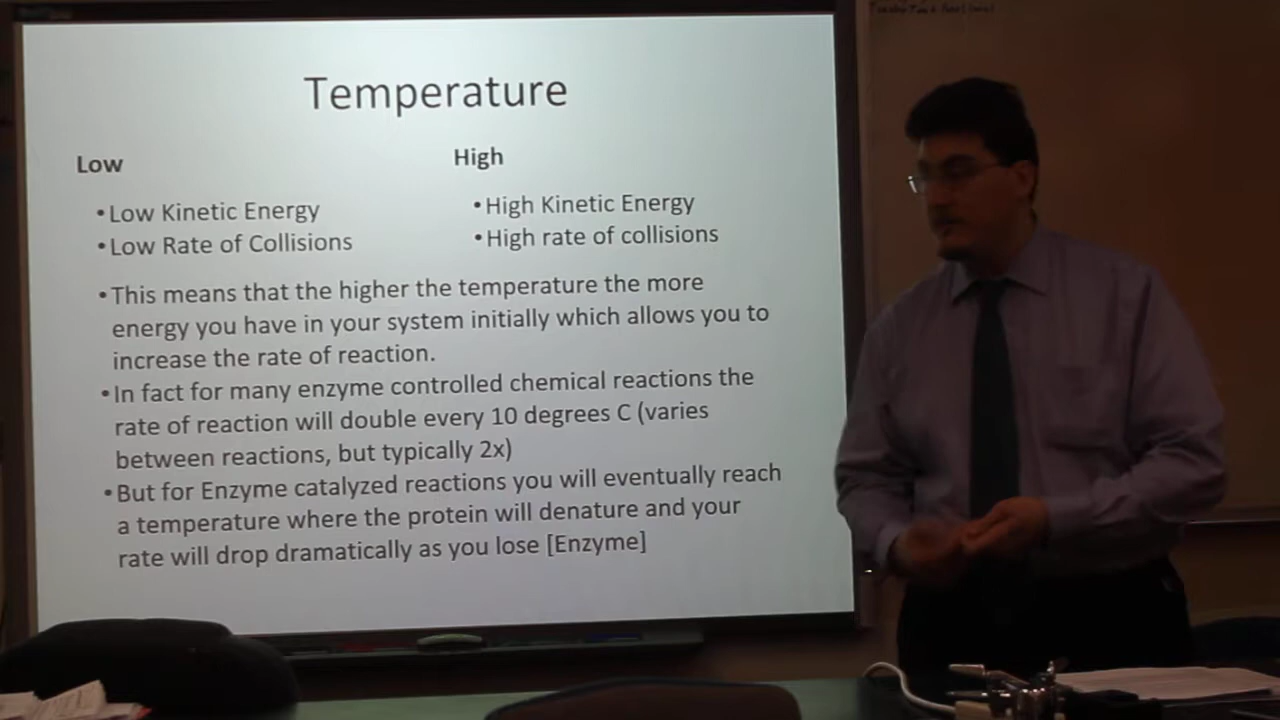 Temperature
Low
High
•Low Kinetic Energy
•Low Rate of Collisions
•High Kinetic Energy
•High rate of collisions
•This means that the higher the temperature the more
energy you have in your system initially which allows you to
increase the rate of reaction.
•In fact for many enzyme controlled chemical reactions the
rate of reaction will double every 10 degrees C (varies
between reactions, but typically 2x)
•But for Enzyme catalyzed reactions you will eventually reach
a temperature where the protein will denature and your
rate will drop dramatically as you lose [Enzyme]